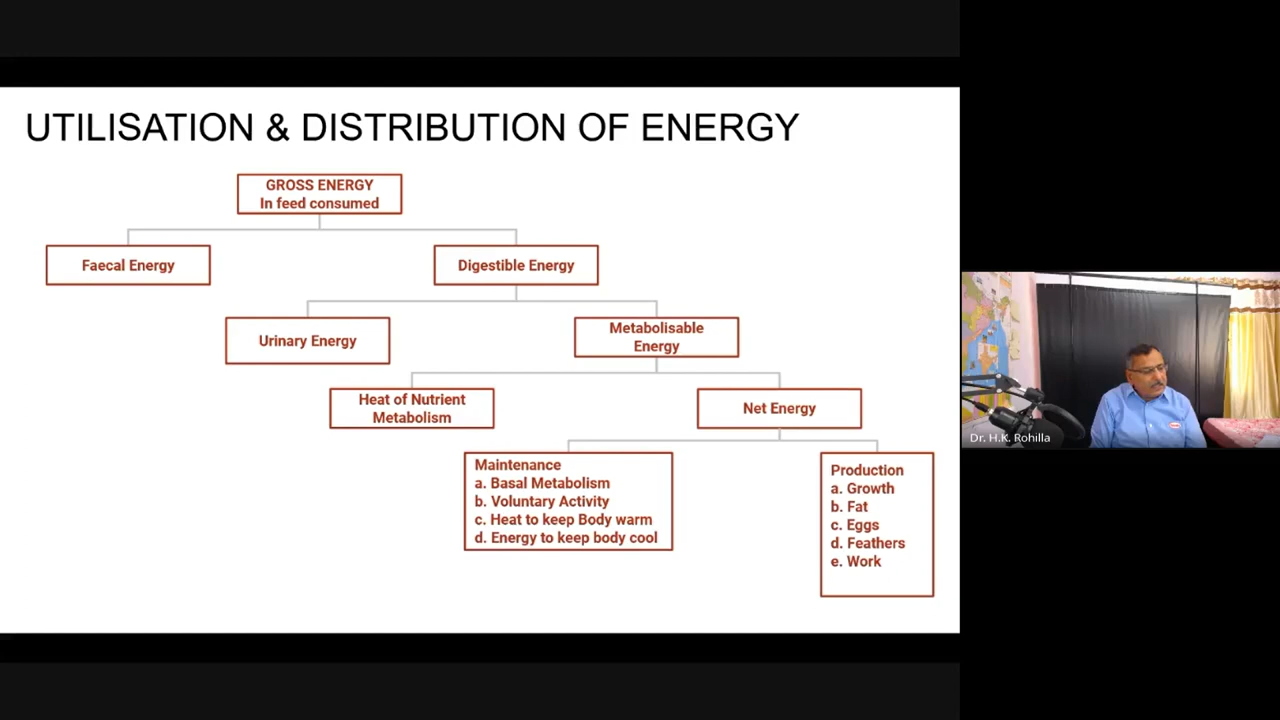 UTILISATION & DISTRIBUTION OF ENERGY
GROSS ENERGY
In feed consumed
Faecal Energy
Digestible Energy
Urinary Energy
Metabolisable
Energy
Heat of Nutrient
Metabolism
Net Energy
Maintenance
a. Basal Metabolism
b. Voluntary Activity
c. Heat to keep Body warm
d. Energy to keep body cool
Production
a. Growth
b. Fat
c. Eggs
d. Feathers
e. Work
Dr. H.K. Rohilla